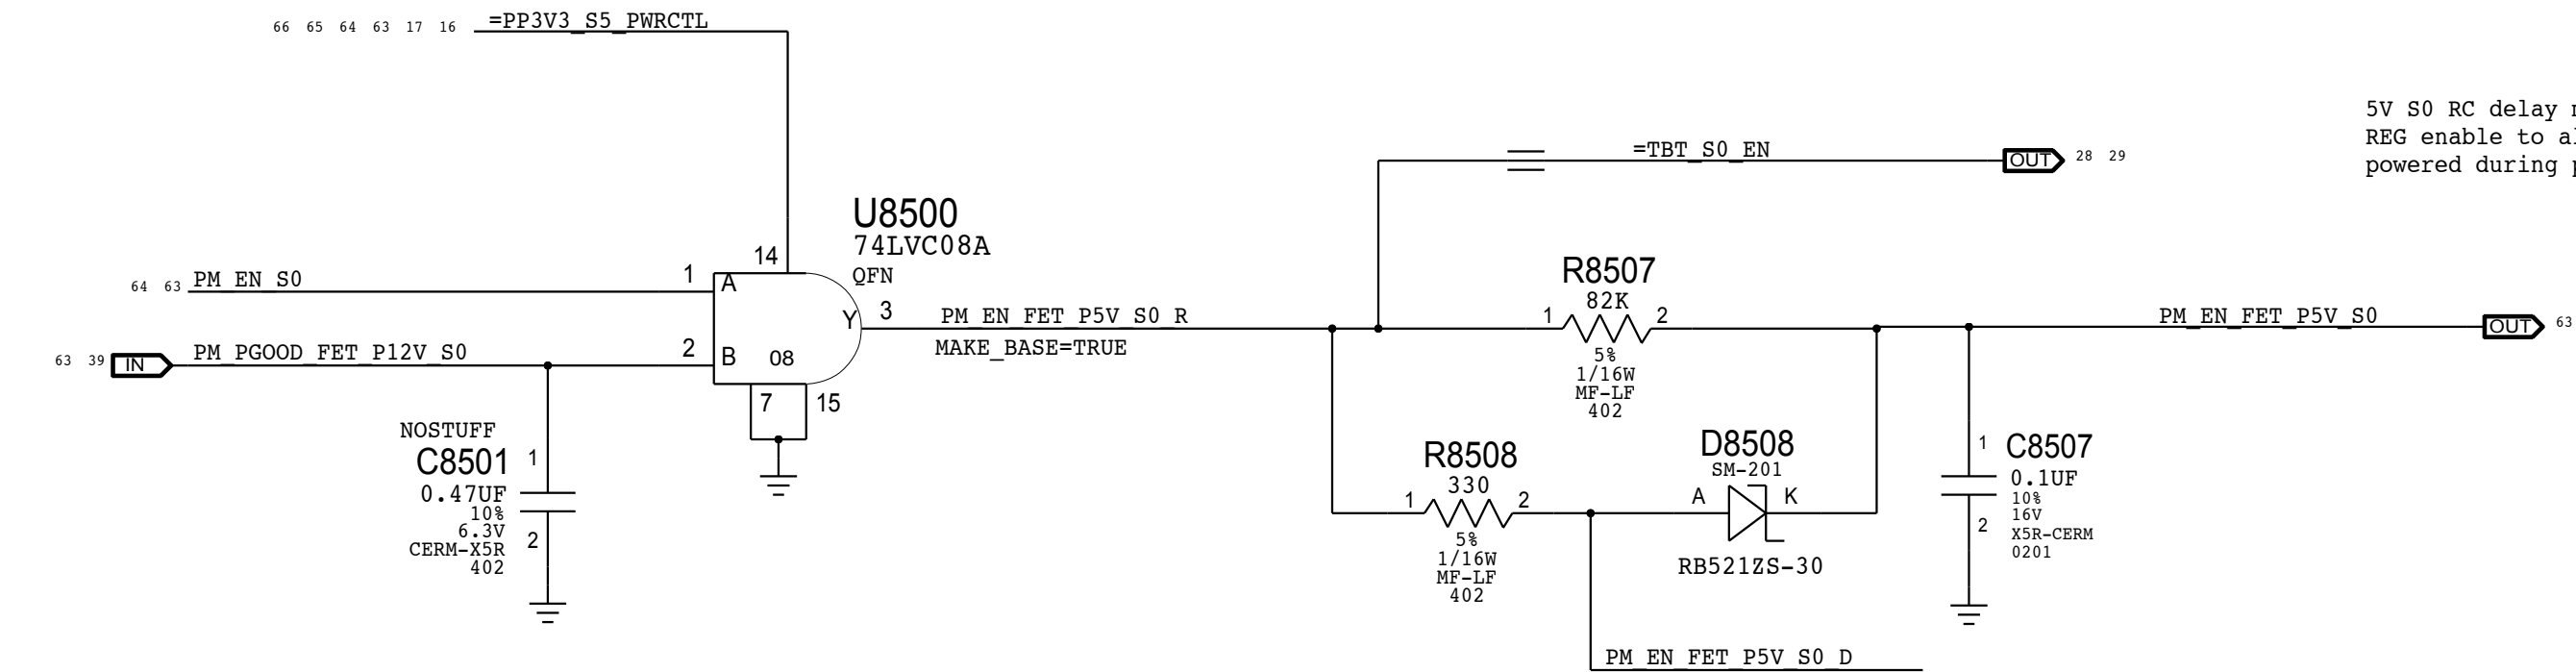 66 65 64 63 17 16 =PP3V3_S5_PWRCTL
5V S0 RC delay
REG enable to
powered during
=TBT_S0_EN
OUT 28 29
U8500
74LVC08A
QFN
14
64 63 PM_EN_S0
1 A
Y 3
PM_EN_FET_P5V_S0_R
MAKE_BASE=TRUE
63 39 IN PM_PGOOD_FET_P12V_S0
2 B 08
7 15
R8507
82K
1 2
5%
1/16W
MF-LF
402
PM_EN_FET_P5V_S0
OUT 63
NOSTUFF
C8501 1
0.47UF
10%
6.3V
CERM-X5R 2
402
R8508
330
1 2
5%
1/16W
MF-LF
402
D8508
SM-201
A K
RB521ZS-30
1 C8507
0.1UF
10%
16V
2 X5R-CERM
0201
PM_EN_FET_P5V_S0_D